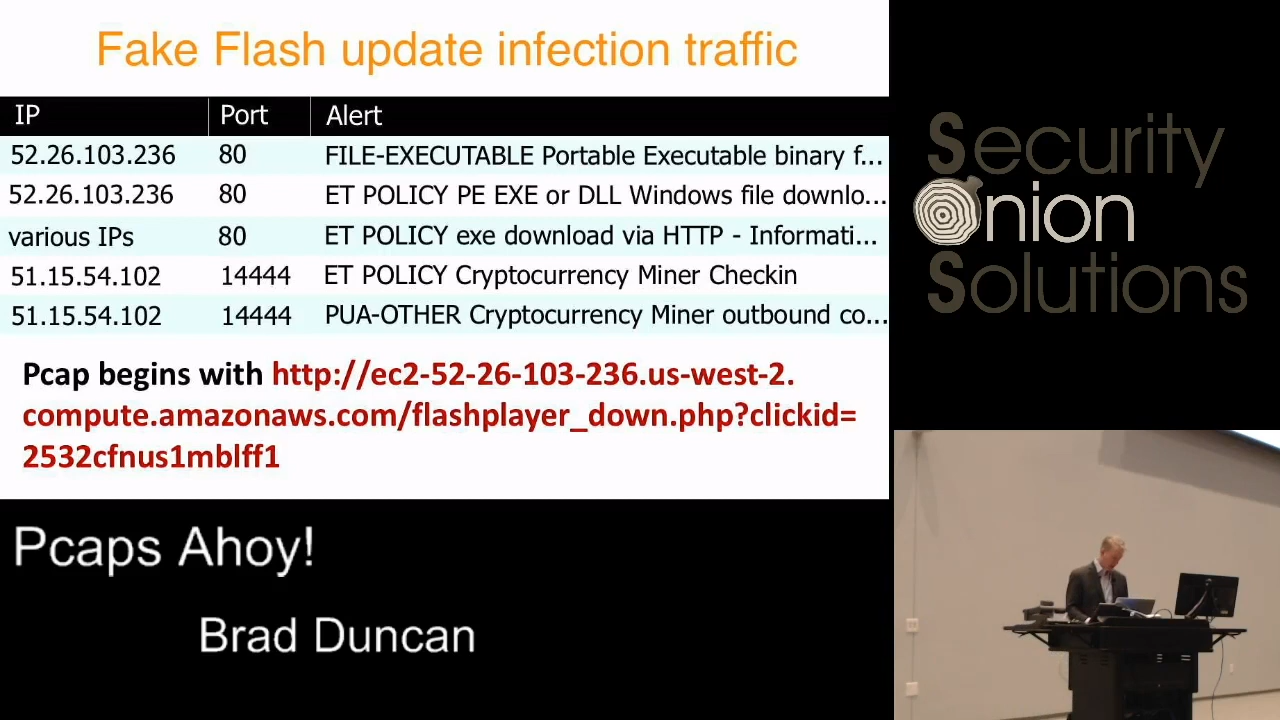 Fake Flash update infection traffic
IP Port Alert
52.26.103.236 80 FILE-EXECUTABLE Portable Executable binary f...
52.26.103.236 80 ET POLICY PE EXE or DLL Windows file downlo...
various IPs 80 ET POLICY exe download via HTTP - Informati...
51.15.54.102 14444 ET POLICY Cryptocurrency Miner Checkin
51.15.54.102 14444 PUA-OTHER Cryptocurrency Miner outbound co...
Pcap begins with http://ec2-52-26-103-236.us-west-2.
compute.amazonaws.com/flashplayer_down.php?clickid=
2532cfnus1mblff1
Pcaps Ahoy!
Brad Duncan
Security
Onion
Solutions